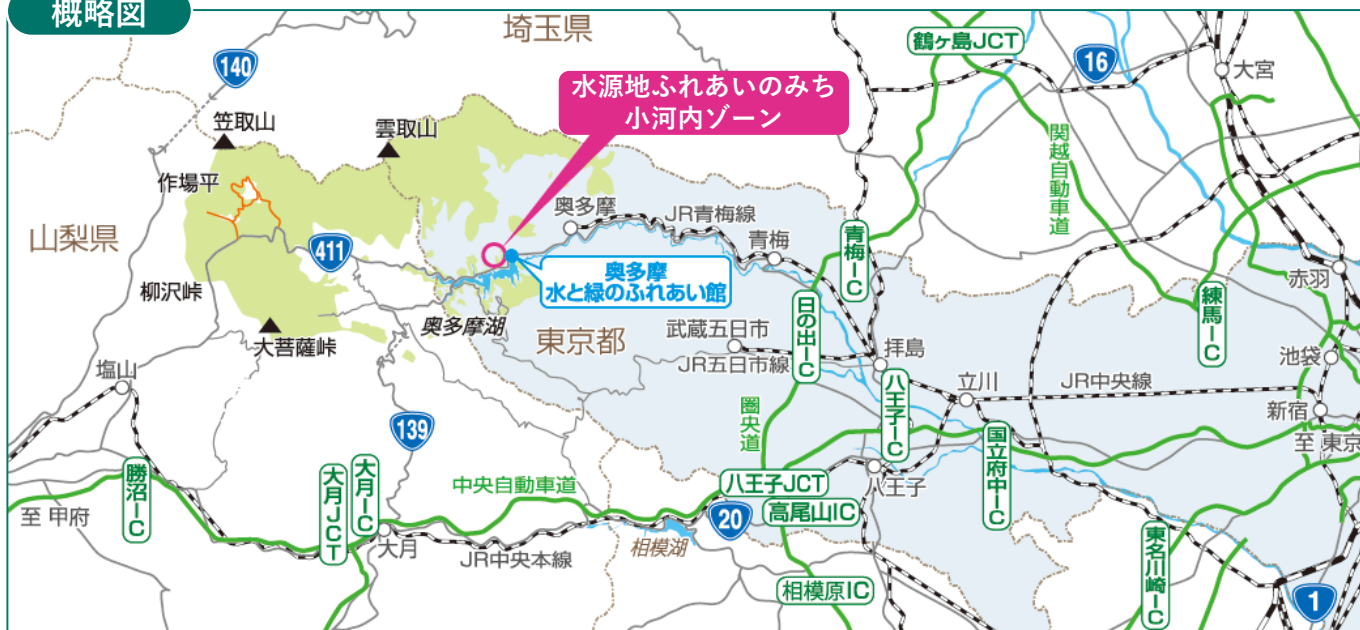 概略図
埼玉県
鶴ヶ島JCT
16
大宮
140
水源地ふれあいのみち
小河内ゾーン
笠取山
雲取山
関越自動車道
作場平
奥多摩
JR青梅線
山梨県
411
青梅
青梅IC
奥多摩
水と緑のふれあい館
赤羽
柳沢峠
日の出IC
練馬IC
奥多摩湖
東京都
武蔵五日市
大菩薩峠
拝島
JR五日市線
池袋
塩山
八王子IC
立川
JR中央線
新宿
139
圏央道
国立府中IC
至 東京
勝沼IC
大月JCT
大月IC
中央自動車道
八王子JCT
八王子
至 甲府
20
高尾山IC
大月
JR中央本線
相模湖
東名川崎IC
相模原IC
1